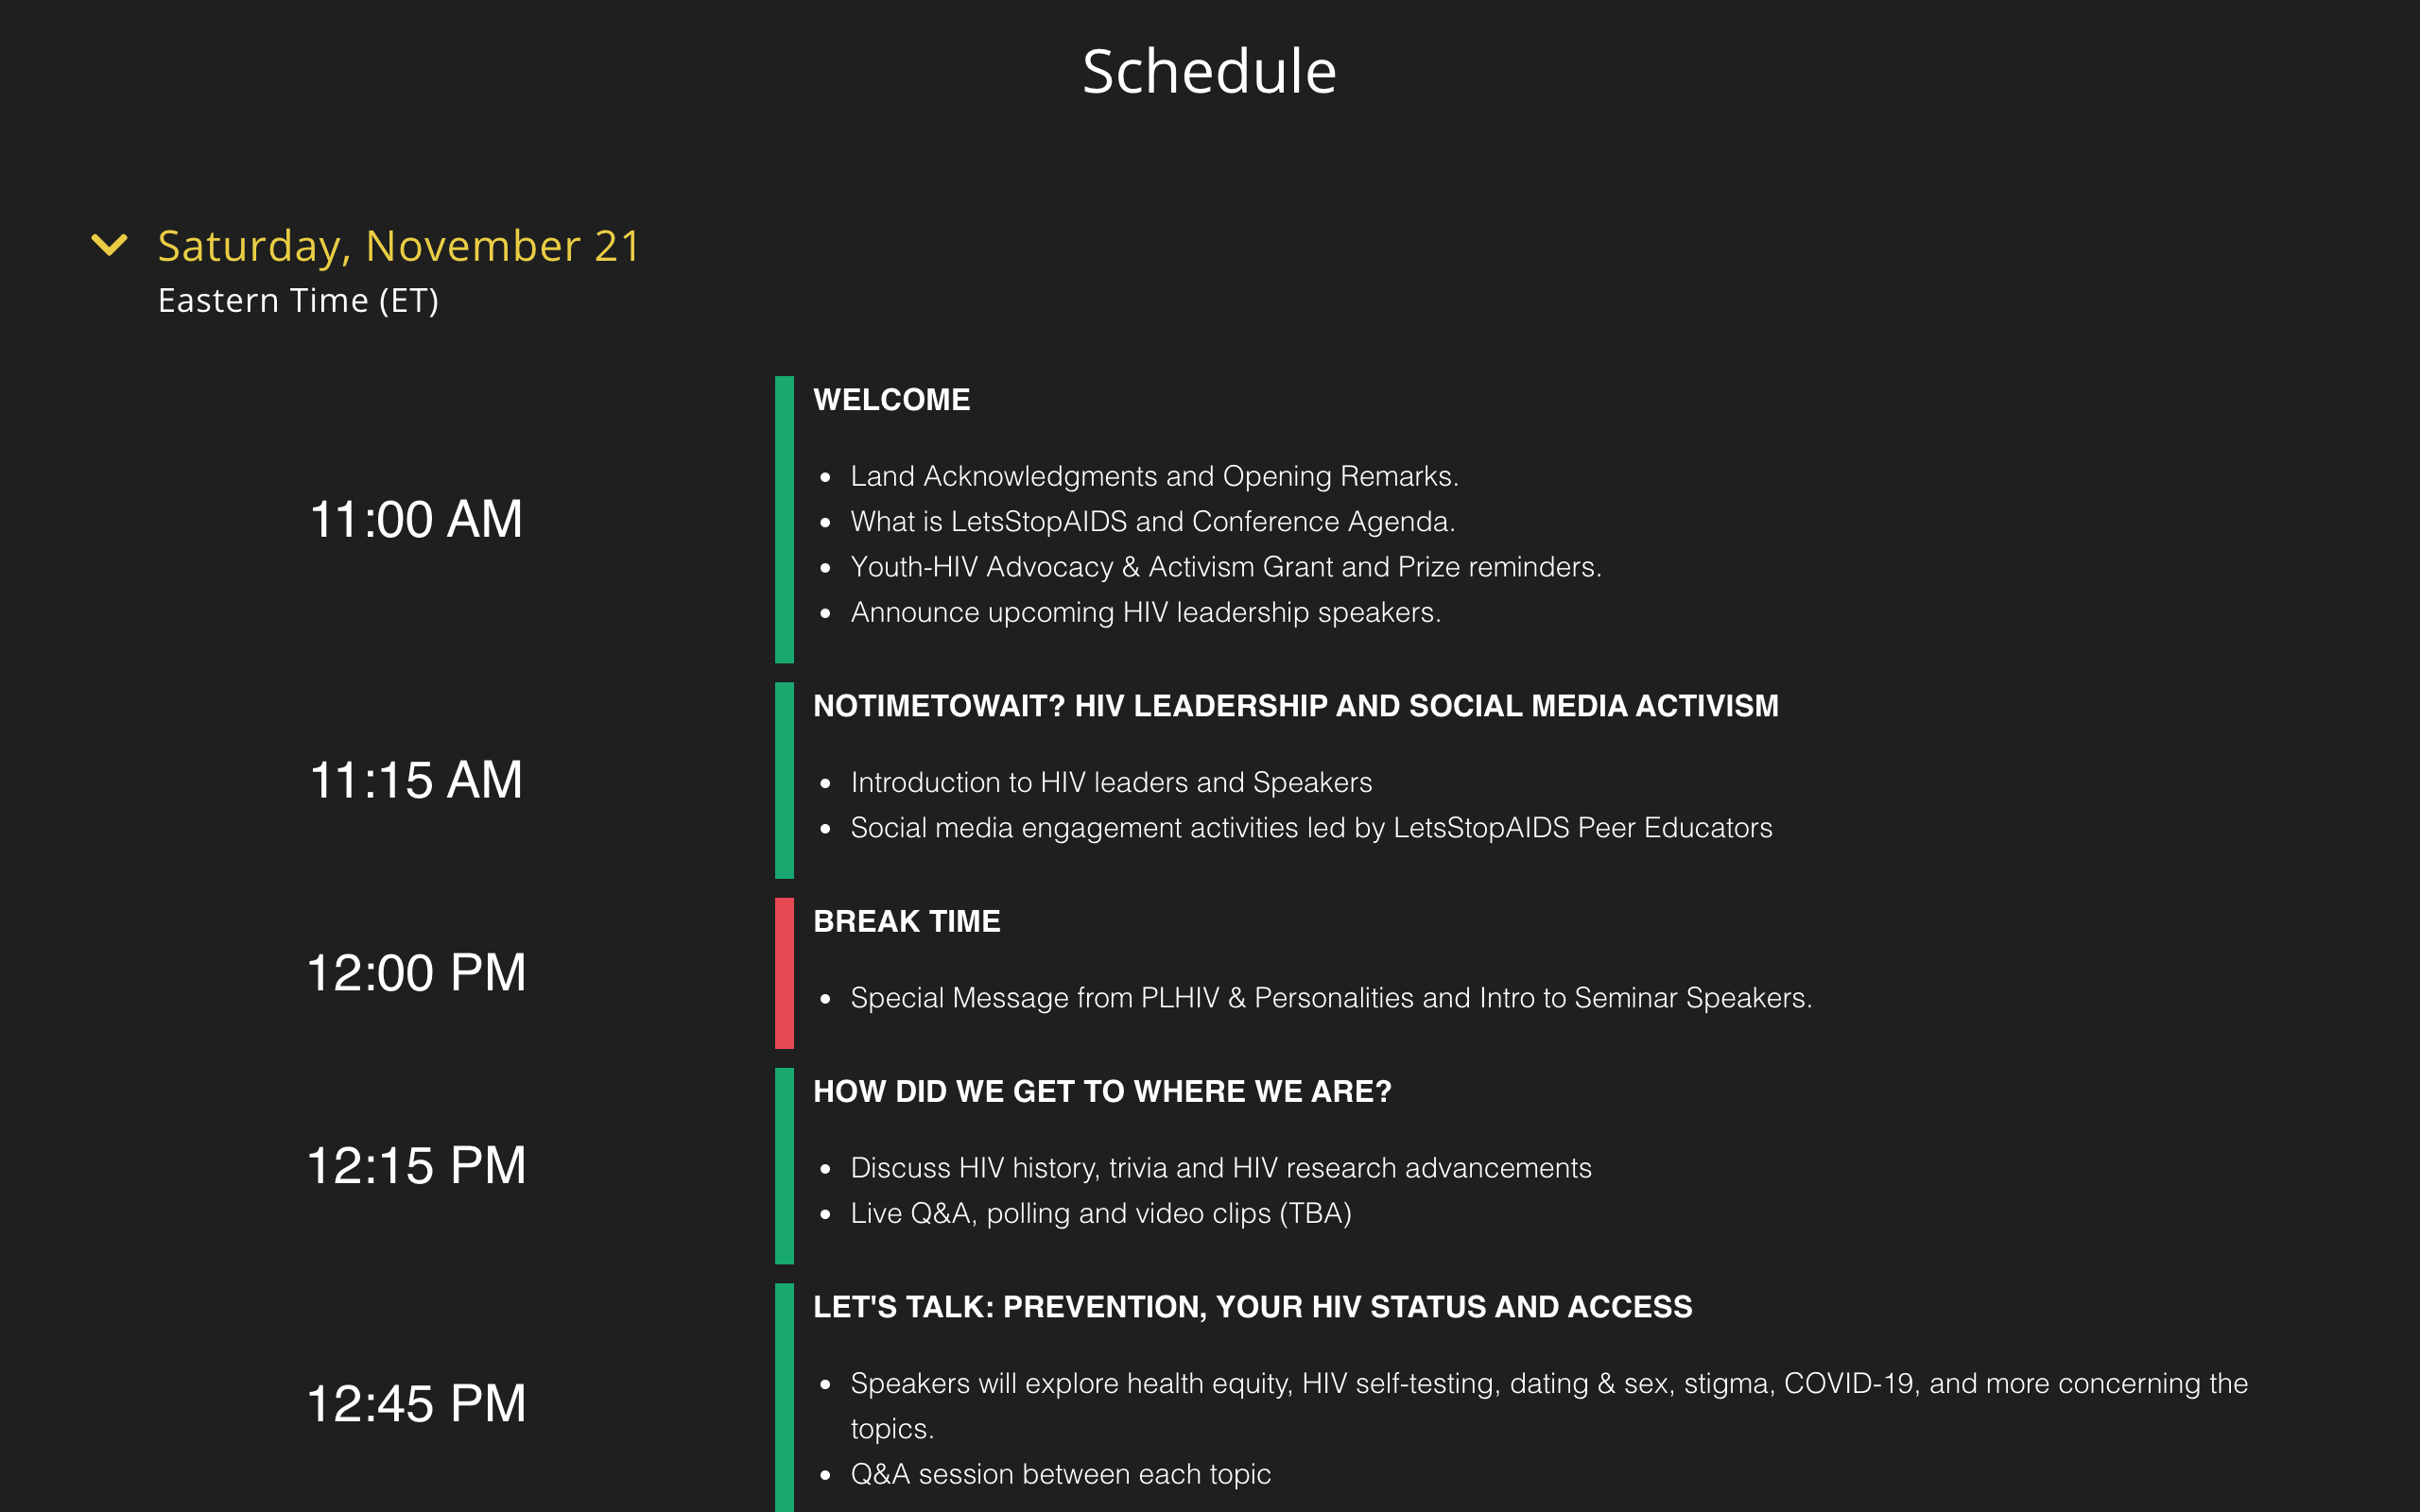 Schedule
Saturday, November 21
Eastern Time (ET)
11:00 AM
WELCOME
Land Acknowledgments and Opening Remarks.
What is LetsStopAIDS and Conference Agenda.
Youth-HIV Advocacy & Activism Grant and Prize reminders.
Announce upcoming HIV leadership speakers.
11:15 AM
NOTIMETOWAIT? HIV LEADERSHIP AND SOCIAL MEDIA ACTIVISM
Introduction to HIV leaders and Speakers
Social media engagement activities led by LetsStopAIDS Peer Educators
12:00 PM
BREAK TIME
Special Message from PLHIV & Personalities and Intro to Seminar Speakers.
12:15 PM
HOW DID WE GET TO WHERE WE ARE?
Discuss HIV history, trivia and HIV research advancements
Live Q&A, polling and video clips (TBA)
12:45 PM
LET'S TALK: PREVENTION, YOUR HIV STATUS AND ACCESS
Speakers will explore health equity, HIV self-testing, dating & sex, stigma, COVID-19, and more concerning the
topics.
Q&A session between each topic